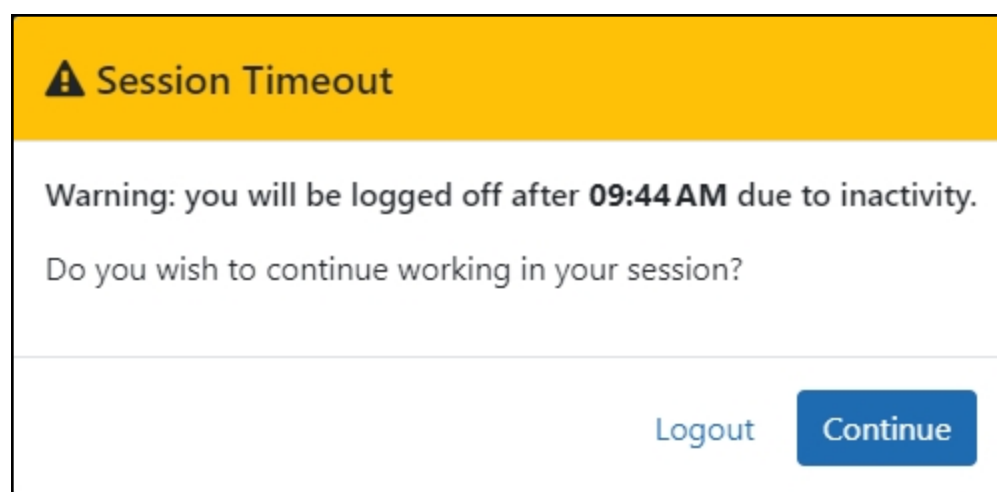 Session Timeout
Warning: you will be logged off after 09:44 AM due to inactivity.
Do you wish to continue working in your session?
Logout
Continue